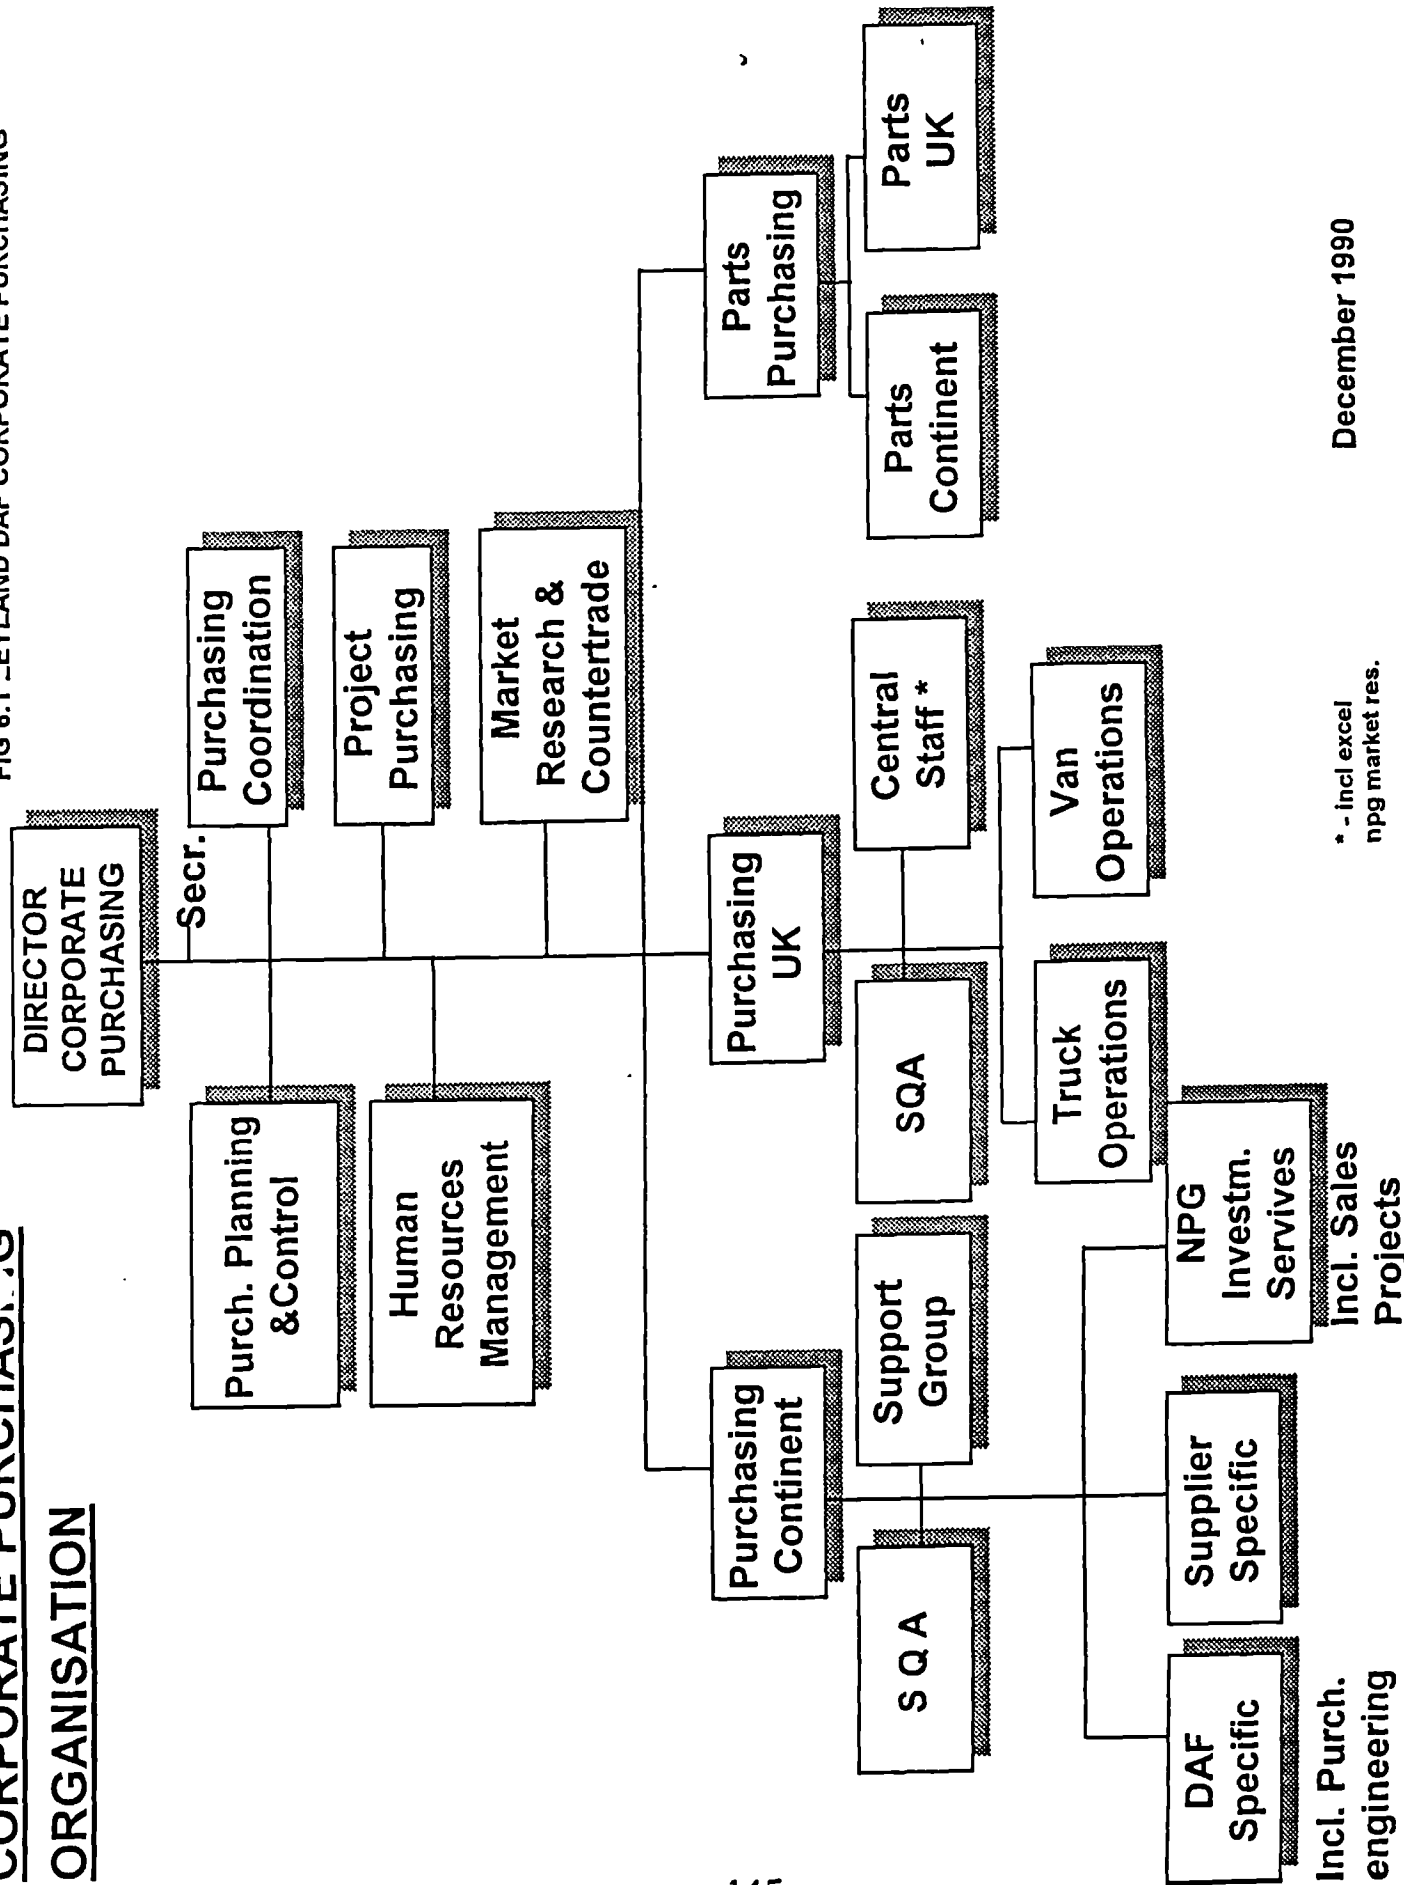 FIG 6.1 LEYLAND DAF CORPORATE PURCHASING
CORPORATE PURCHASING
ORGANISATION
DIRECTOR
CORPORATE
PURCHASING
Secr.
Purch. Planning
&Control
Purchasing
Coordination
Human
Resources
Management
Project
Purchasing
Market
Research &
Countertrade
Purchasing
Continent
Purchasing
UK
Parts
Purchasing
S Q A
Support
Group
SQA
Central
Staff *
Parts
Continent
Parts
UK
Truck
Operations
Van
Operations
DAF
Specific
Supplier
Specific
NPG
Investm.
Servives
Incl. Purch.
engineering
Incl. Sales
Projects
* - incl excel
npg market res.
December 1990